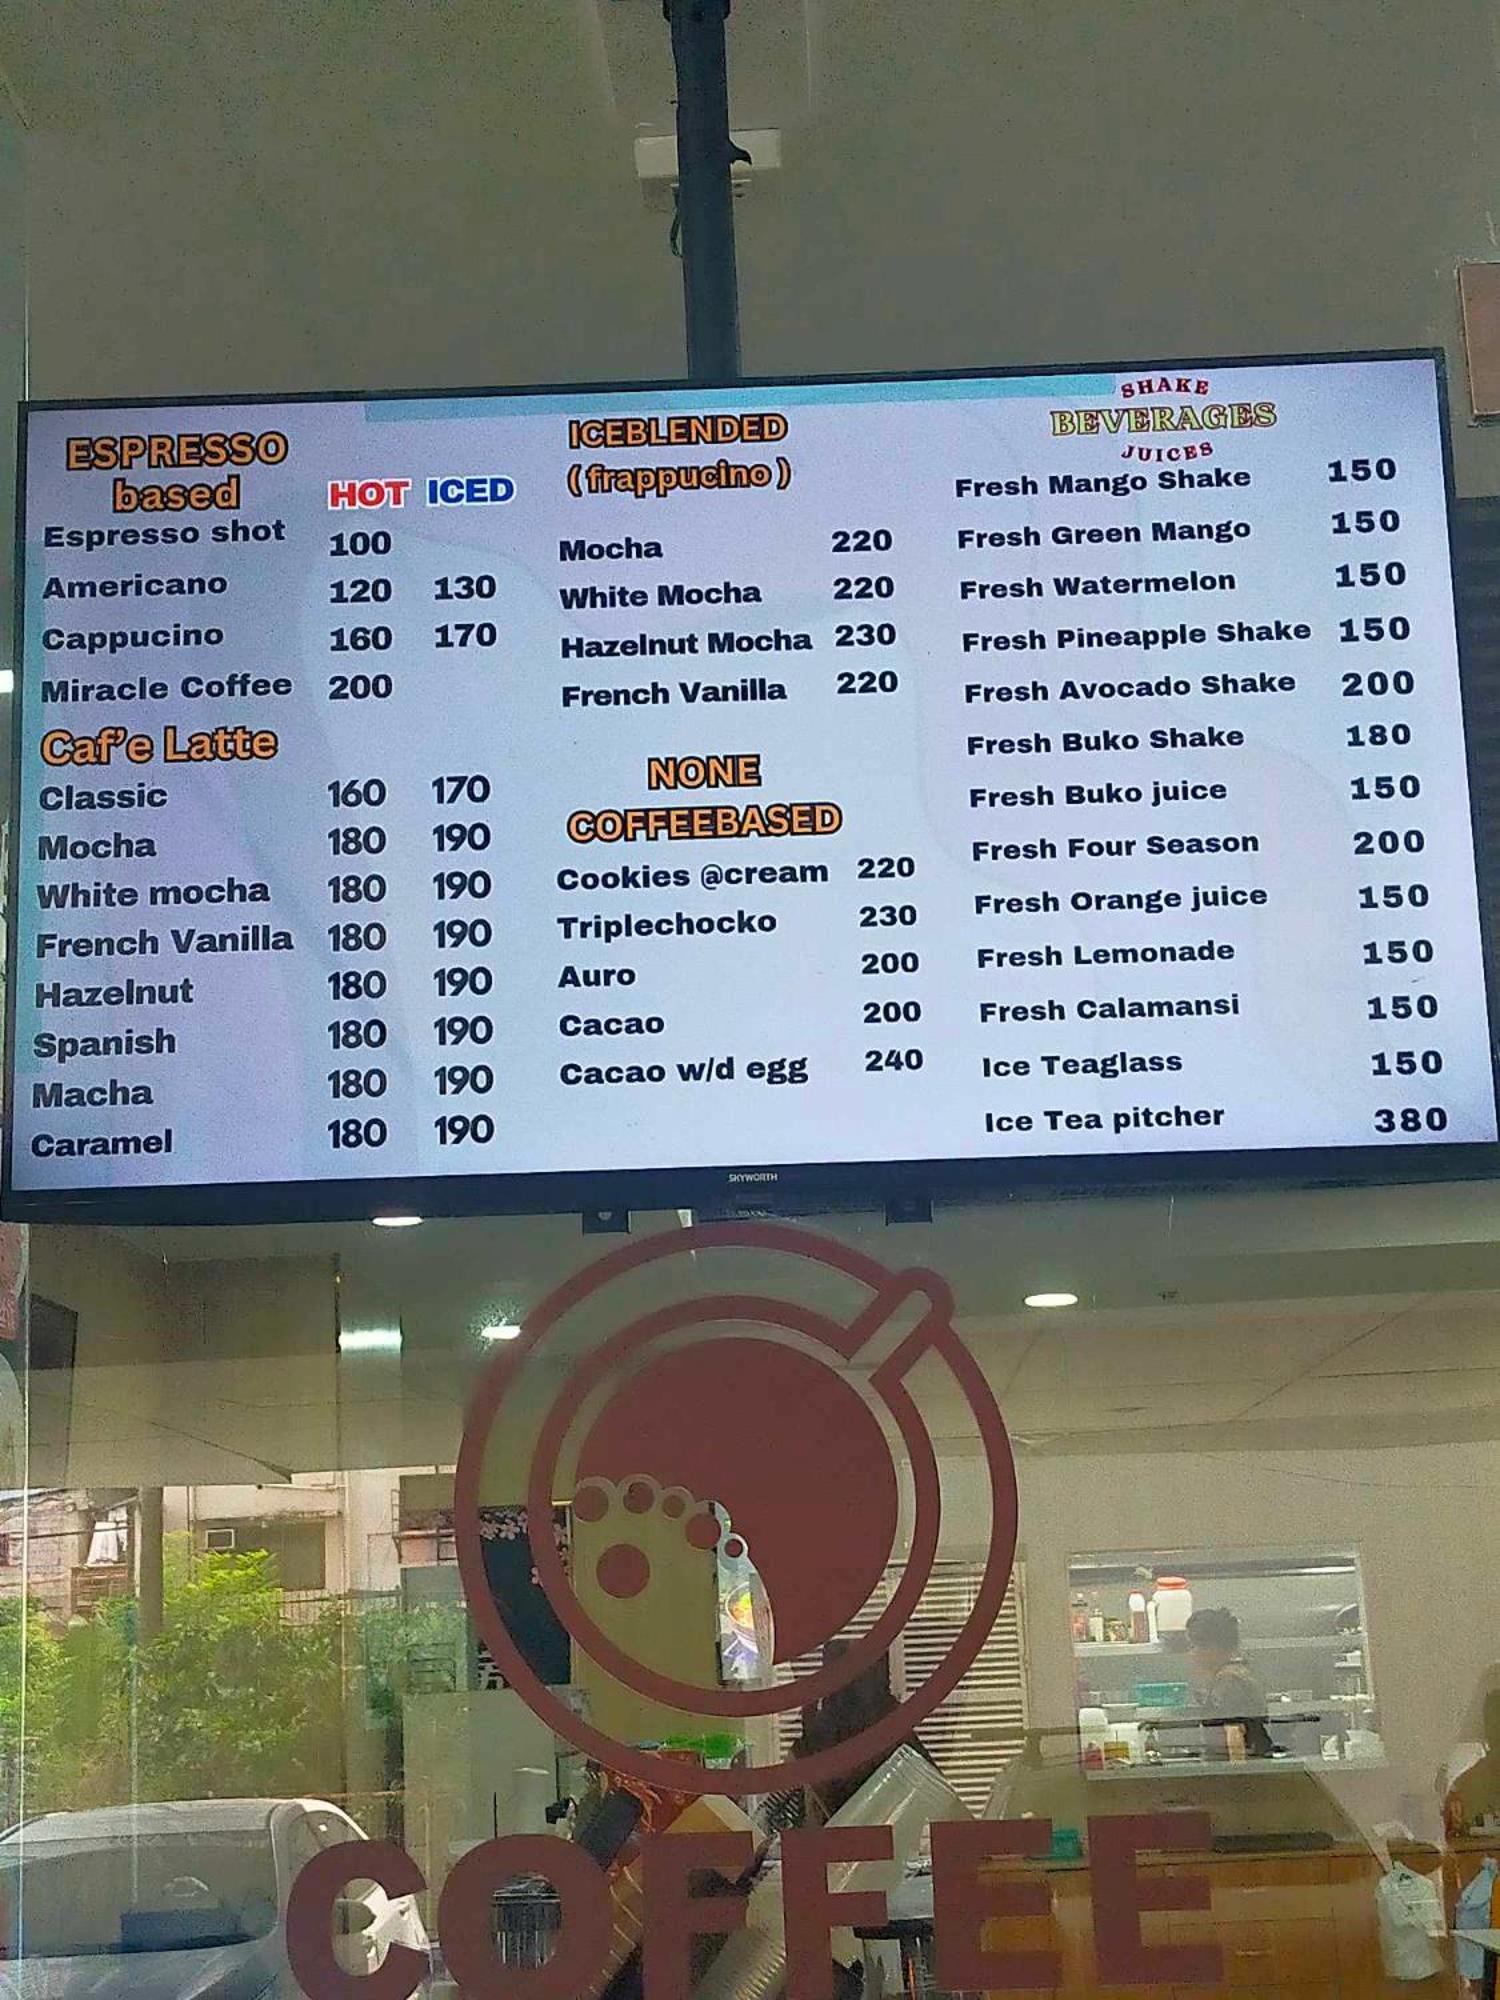 ESPRESSO
based
HOT ICED
Espresso shot 100
Americano 120 130
Cappucino 160 170
Miracle Coffee 200
Caf'e Latte
Classic 160 170
Mocha 180 190
White mocha 180 190
French Vanilla 180 190
Hazelnut 180 190
Spanish 180 190
Macha 180 190
Caramel 180 190
ICEBLENDED
(frappucino)
Mocha 220
White Mocha 220
Hazelnut Mocha 230
French Vanilla 220
NONE
COFFEEBASED
Cookies @cream 220
Triplechocko 230
Auro 200
Cacao 200
Cacao w/d egg 240
SHAKE
BEVERAGES
JUICES
Fresh Mango Shake 150
Fresh Green Mango 150
Fresh Watermelon 150
Fresh Pineapple Shake 150
Fresh Avocado Shake 200
Fresh Buko Shake 180
Fresh Buko juice 150
Fresh Four Season 200
Fresh Orange juice 150
Fresh Lemonade 150
Fresh Calamansi 150
Ice Teaglass 150
Ice Tea pitcher 380
SKYWORTH
COFFEE